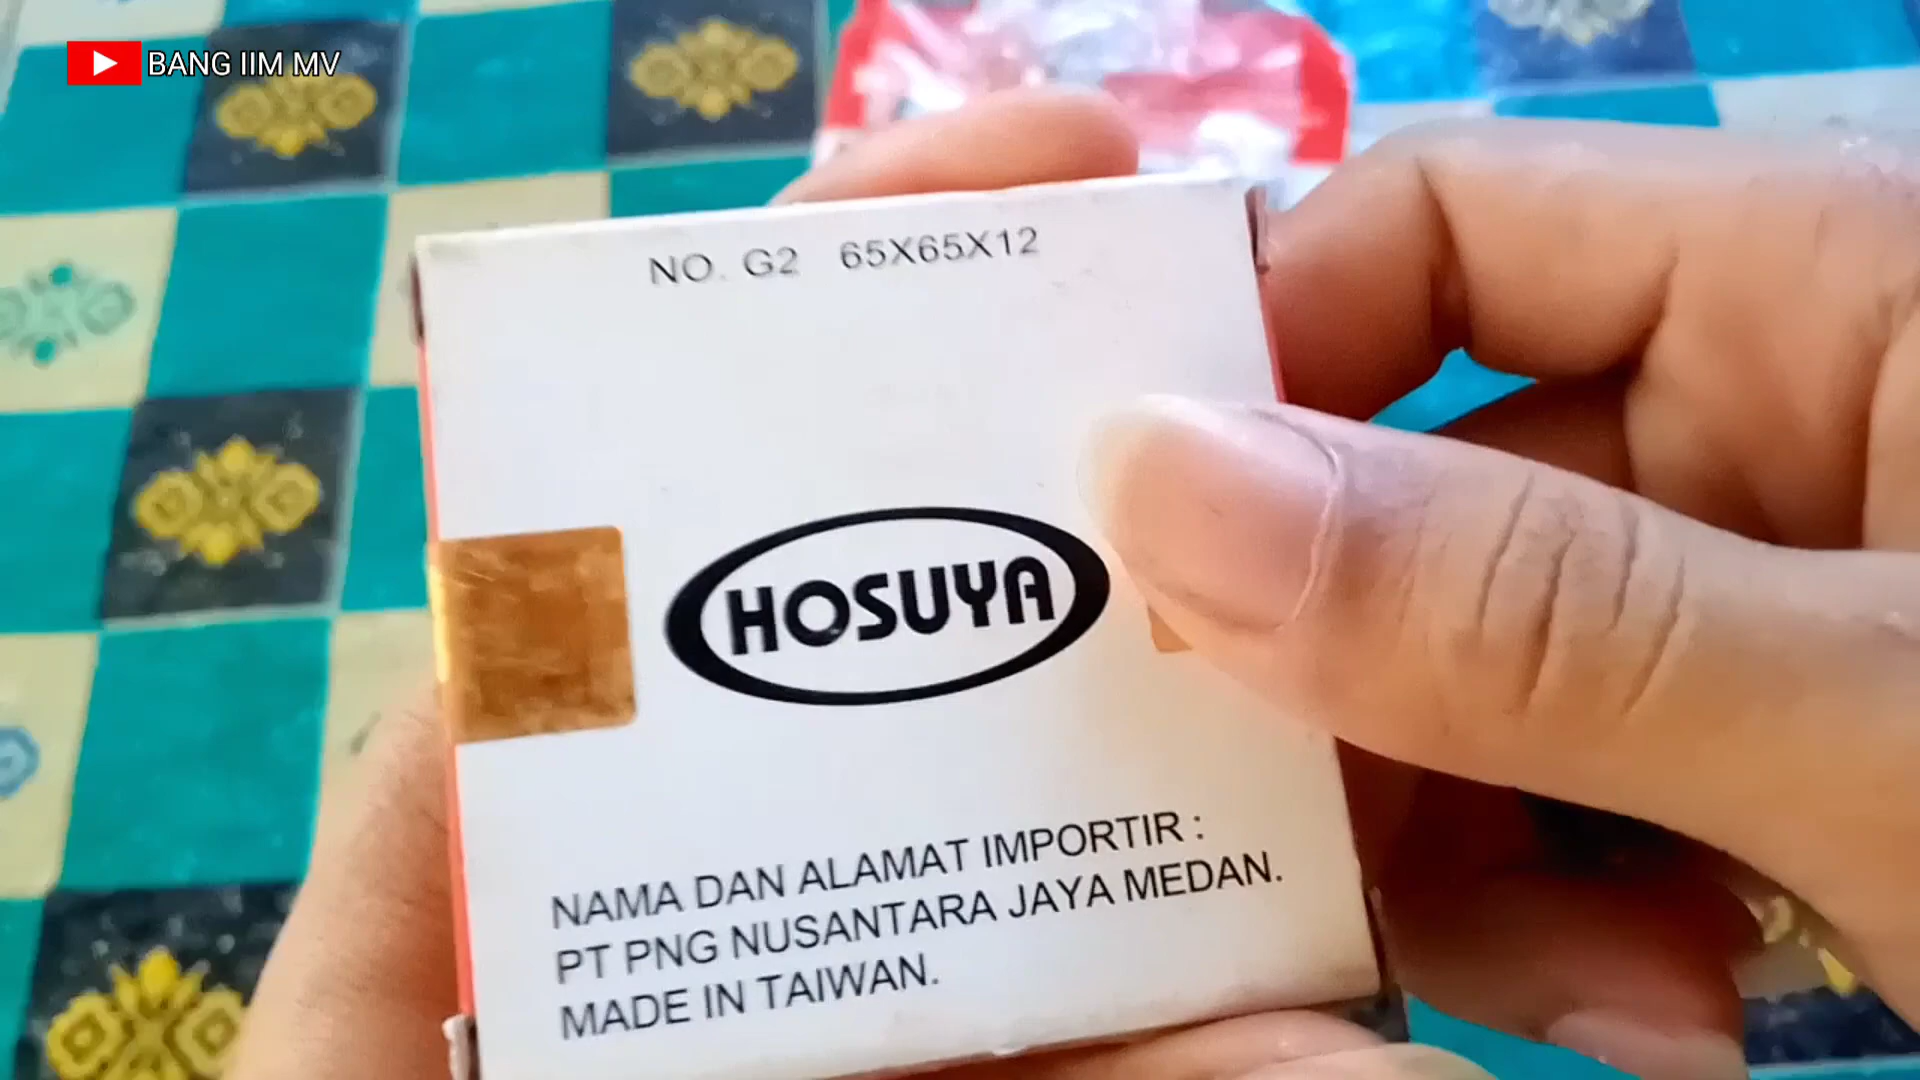 BANG IIM MV
NO. G2 65X65X12
HOSUYA
NAMA DAN ALAMAT IMPORTIR :
PT PNG NUSANTARA JAYA MEDAN.
MADE IN TAIWAN.